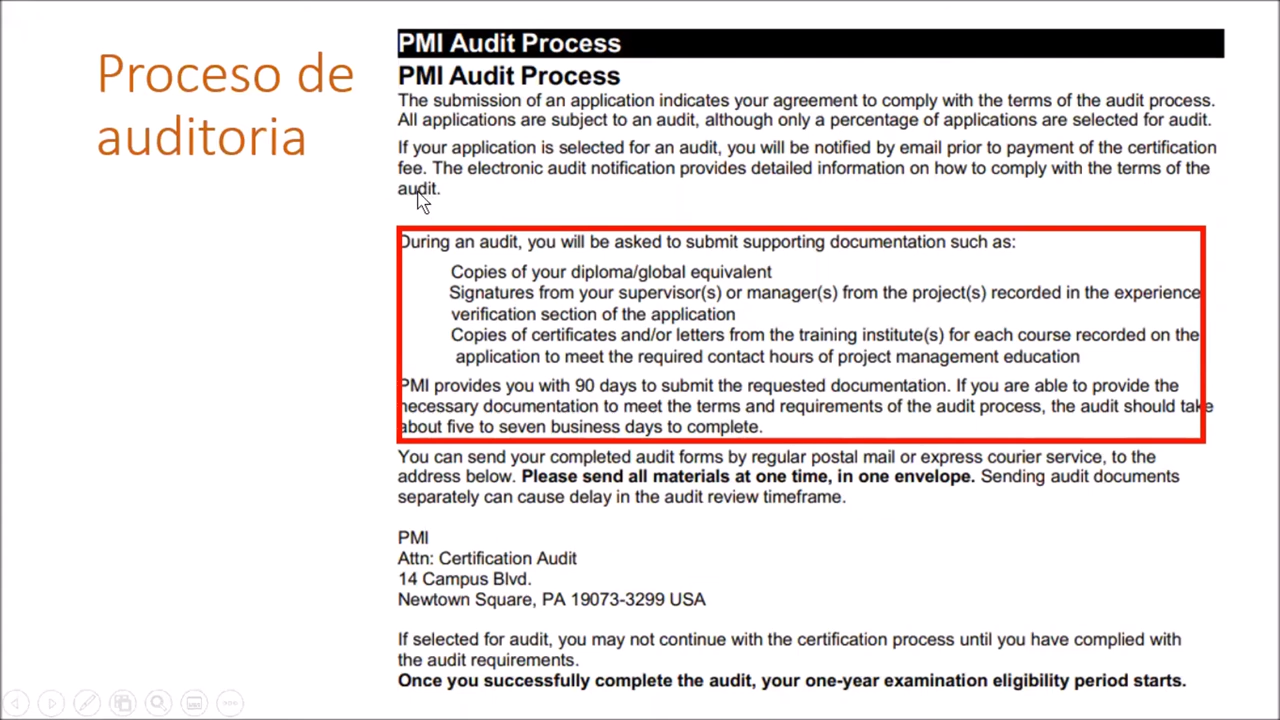 Proceso de
auditoria
PMI Audit Process
PMI Audit Process
The submission of an application indicates your agreement to comply with the terms of the audit process.
All applications are subject to an audit, although only a percentage of applications are selected for audit.
If your application is selected for an audit, you will be notified by email prior to payment of the certification
fee. The electronic audit notification provides detailed information on how to comply with the terms of the
audit.
During an audit, you will be asked to submit supporting documentation such as:
Copies of your diploma/global equivalent
Signatures from your supervisor(s) or manager(s) from the project(s) recorded in the experience
verification section of the application
Copies of certificates and/or letters from the training institute(s) for each course recorded on the
application to meet the required contact hours of project management education
PMI provides you with 90 days to submit the requested documentation. If you are able to provide the
necessary documentation to meet the terms and requirements of the audit process, the audit should take
about five to seven business days to complete.
You can send your completed audit forms by regular postal mail or express courier service, to the
address below. Please send all materials at one time, in one envelope. Sending audit documents
separately can cause delay in the audit review timeframe.
PMI
Attn: Certification Audit
14 Campus Blvd.
Newtown Square, PA 19073-3299 USA
If selected for audit, you may not continue with the certification process until you have complied with
the audit requirements.
Once you successfully complete the audit, your one-year examination eligibility period starts.